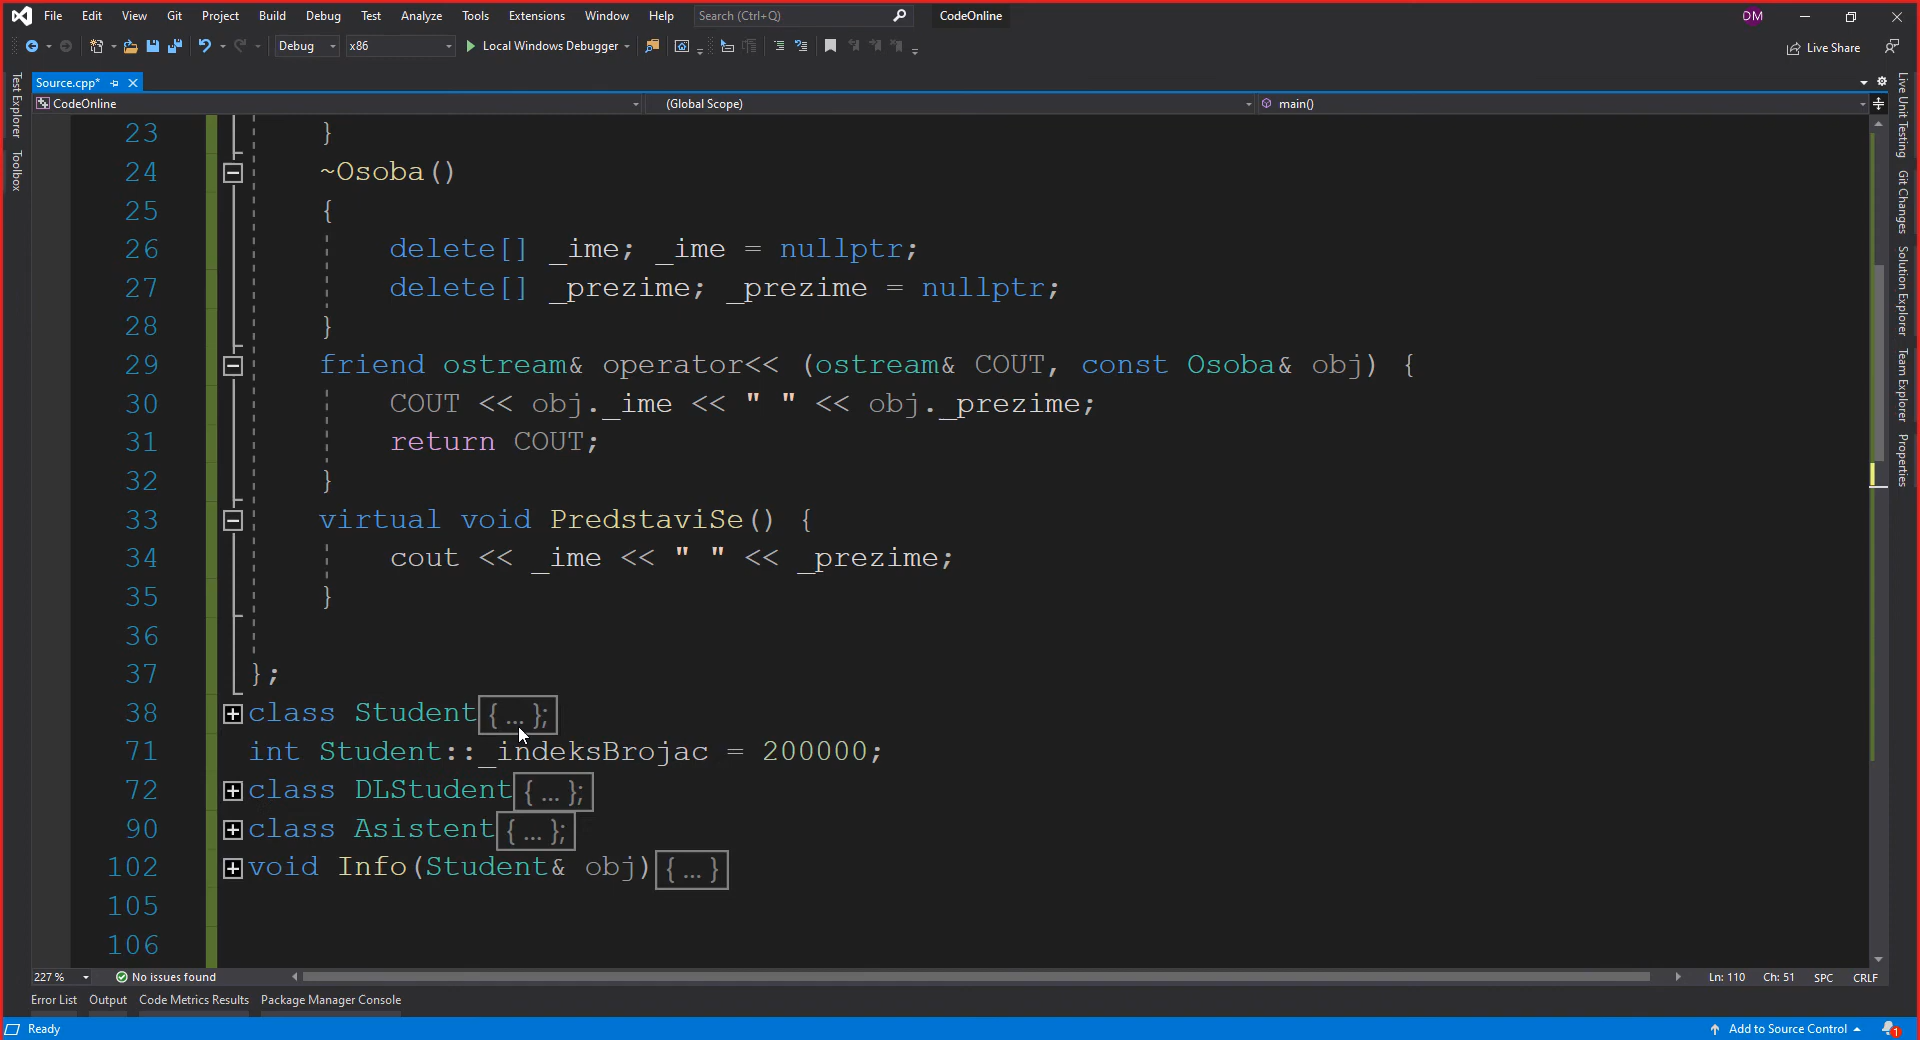 File Edit View Git Project Build Debug Test Analyze Tools Extensions Window Help Search (Ctrl+Q) CodeOnline DM
Debug x86 Local Windows Debugger Live Share
Source.cpp*
CodeOnline (Global Scope) main()
23 }
24 ~Osoba()
25 {
26 delete[] _ime; _ime = nullptr;
27 delete[] _prezime; _prezime = nullptr;
28 }
29 friend ostream& operator<< (ostream& COUT, const Osoba& obj) {
30 COUT << obj._ime << " " << obj._prezime;
31 return COUT;
32 }
33 virtual void PredstaviSe() {
34 cout << _ime << " " << _prezime;
35 }
36
37 };
38 class Student{ ... };
71 int Student::_indeksBrojac = 200000;
72 class DLStudent{ ... };
90 class Asistent{ ... };
102 void Info(Student& obj){ ... }
105
106
227 % No issues found Ln: 110 Ch: 51 SPC CRLF
Error List Output Code Metrics Results Package Manager Console
Ready Add to Source Control 1
Test Explorer
Toolbox
Live Unit Testing
Git Changes
Solution Explorer
Team Explorer
Properties